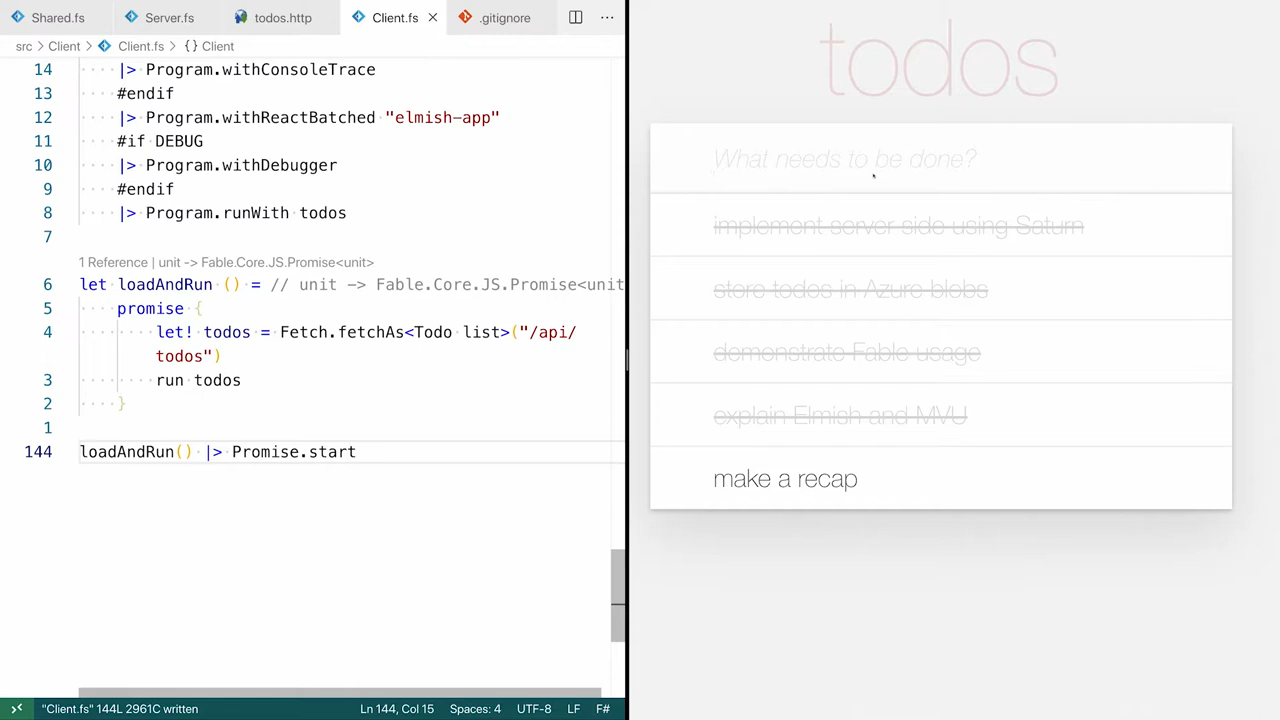 Shared.fs
Server.fs
todos.http
Client.fs
.gitignore
src > Client > Client.fs > {} Client
14 |> Program.withConsoleTrace
13 #endif
12 |> Program.withReactBatched "elmish-app"
11 #if DEBUG
10 |> Program.withDebugger
9 #endif
8 |> Program.runWith todos
7
1 Reference | unit -> Fable.Core.JS.Promise<unit>
6 let loadAndRun () = // unit -> Fable.Core.JS.Promise<unit
5 promise {
4 let! todos = Fetch.fetchAs<Todo list>("/api/
todos")
3 run todos
2 }
1
144 loadAndRun() |> Promise.start
"Client.fs" 144L 2961C written
Ln 144, Col 15
Spaces: 4
UTF-8
LF
F#
todos
What needs to be done?
implement server side using Saturn
store todos in Azure blobs
demonstrate Fable usage
explain Elmish and MVU
make a recap